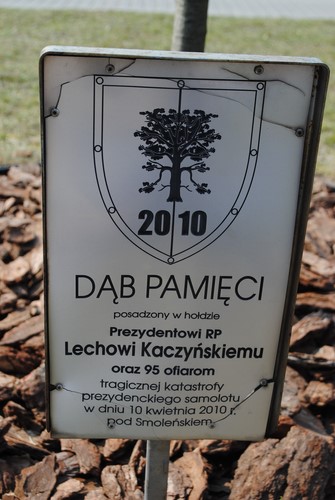 2010
DĄB PAMIĘCI
posadzony w hołdzie
Prezydentowi RP
Lechowi Kaczyńskiemu
oraz 95 ofiarom
tragicznej katastrofy
prezydenckiego samolotu
w dniu 10 kwietnia 2010 r.
pod Smoleńskiem